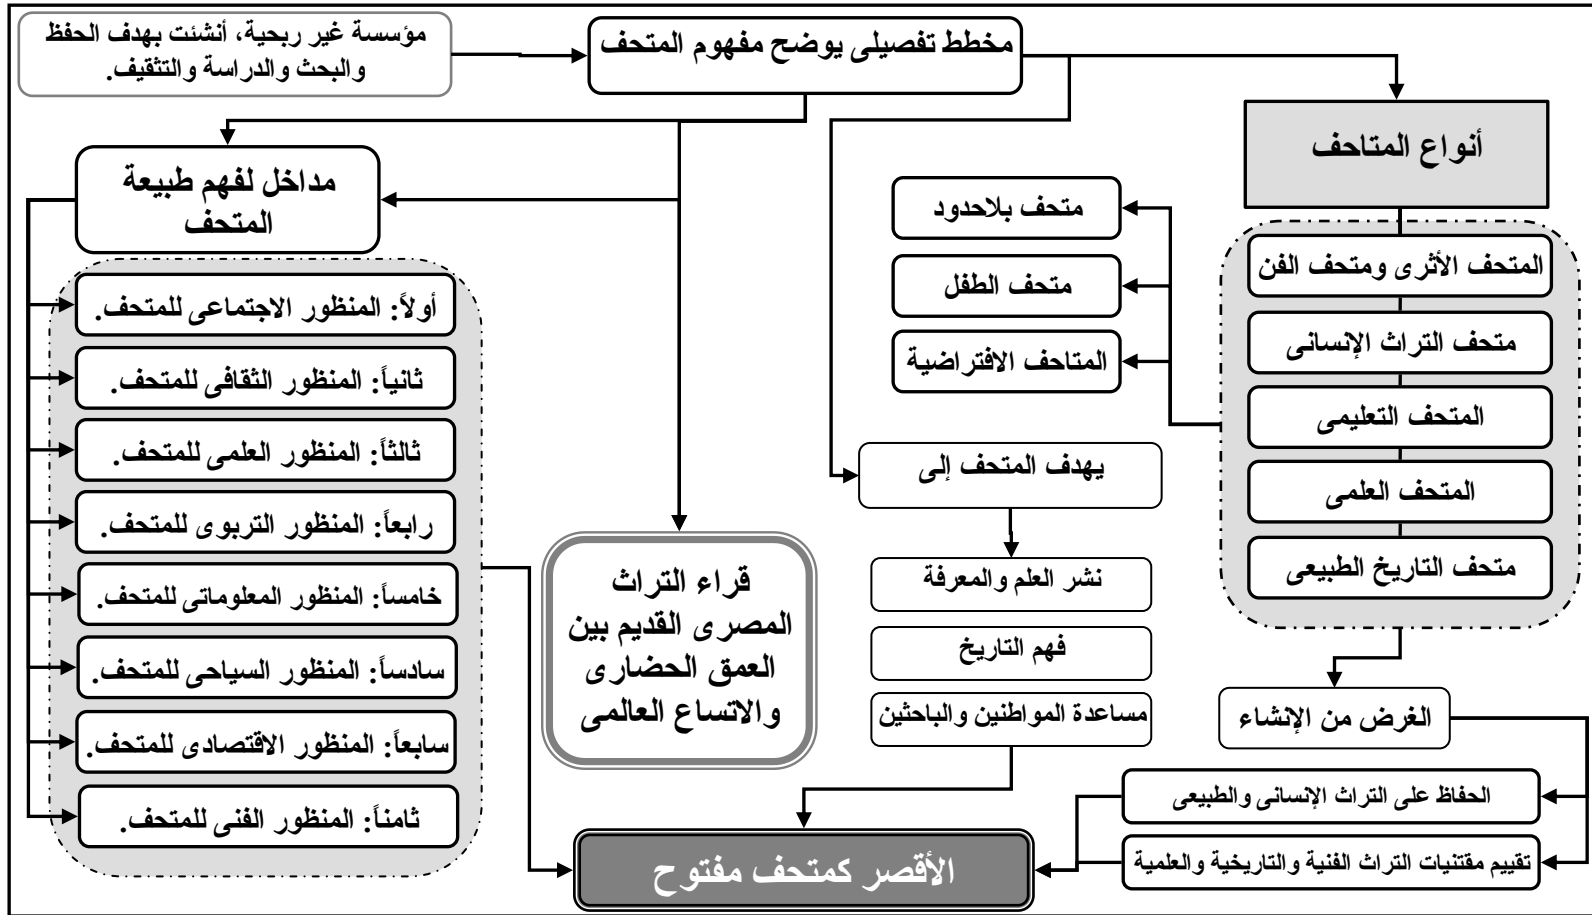 مؤسسة غير ربحية، أنشئت بهدف الحفظ
والبحث والدراسة والتثقيف.
مخطط تفصيلى يوضح مفهوم المتحف
أنواع المتاحف
المتحف الأثرى ومتحف الفن
متحف التراث الإنسانى
المتحف التعليمى
المتحف العلمى
متحف التاريخ الطبيعى
الغرض من الإنشاء
الحفاظ على التراث الإنسانى والطبيعى
تقييم مقتنيات التراث الفنية والتاريخية والعلمية
متحف بلاحدود
متحف الطفل
المتاحف الافتراضية
يهدف المتحف إلى
نشر العلم والمعرفة
فهم التاريخ
مساعدة المواطنين والباحثين
قراء التراث
المصرى القديم بين
العمق الحضارى
والاتساع العالمى
مداخل لفهم طبيعة
المتحف
أولاً: المنظور الاجتماعى للمتحف.
ثانياً: المنظور الثقافى للمتحف.
ثالثاً: المنظور العلمى للمتحف.
رابعاً: المنظور التربوى للمتحف.
خامساً: المنظور المعلوماتى للمتحف.
سادساً: المنظور السياحى للمتحف.
سابعاً: المنظور الاقتصادى للمتحف.
ثامناً: المنظور الفنى للمتحف.
الأقصر كمتحف مفتوح